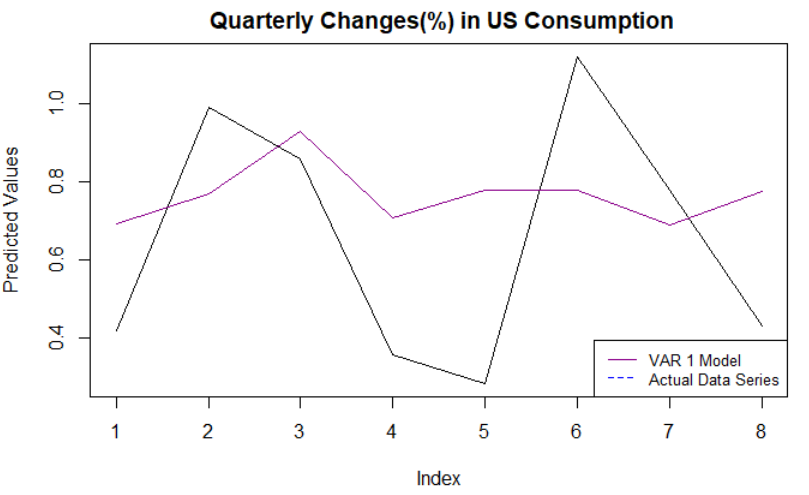 Quarterly Changes(%) in US Consumption
Predicted Values
1.0
0.8
0.6
0.4
VAR 1 Model
Actual Data Series
1 2 3 4 5 6 7 8
Index